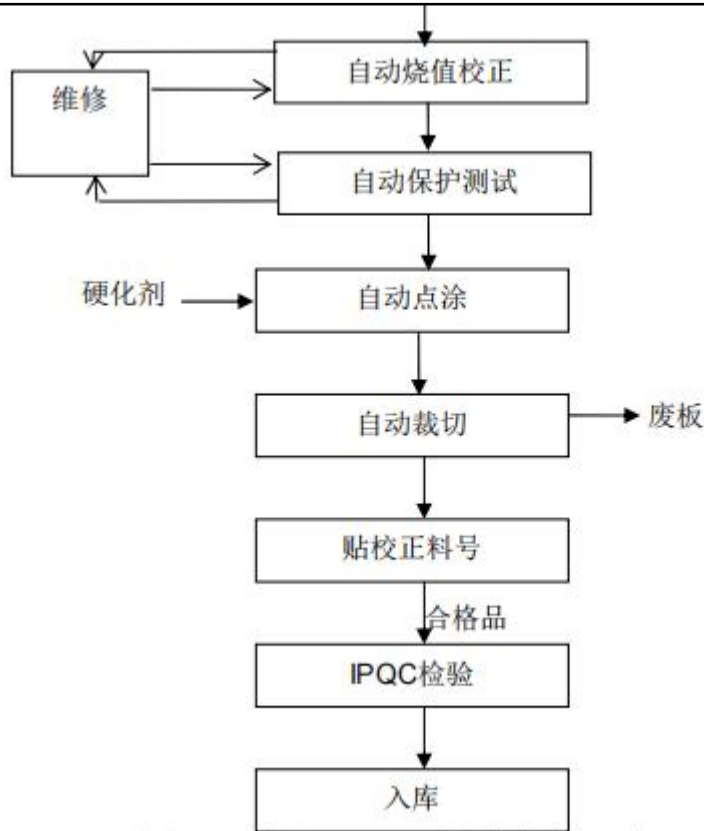 自动烧值校正
维修
自动保护测试
硬化剂
自动点涂
自动裁切
废板
贴校正料号
合格品
IPQC检验
入库